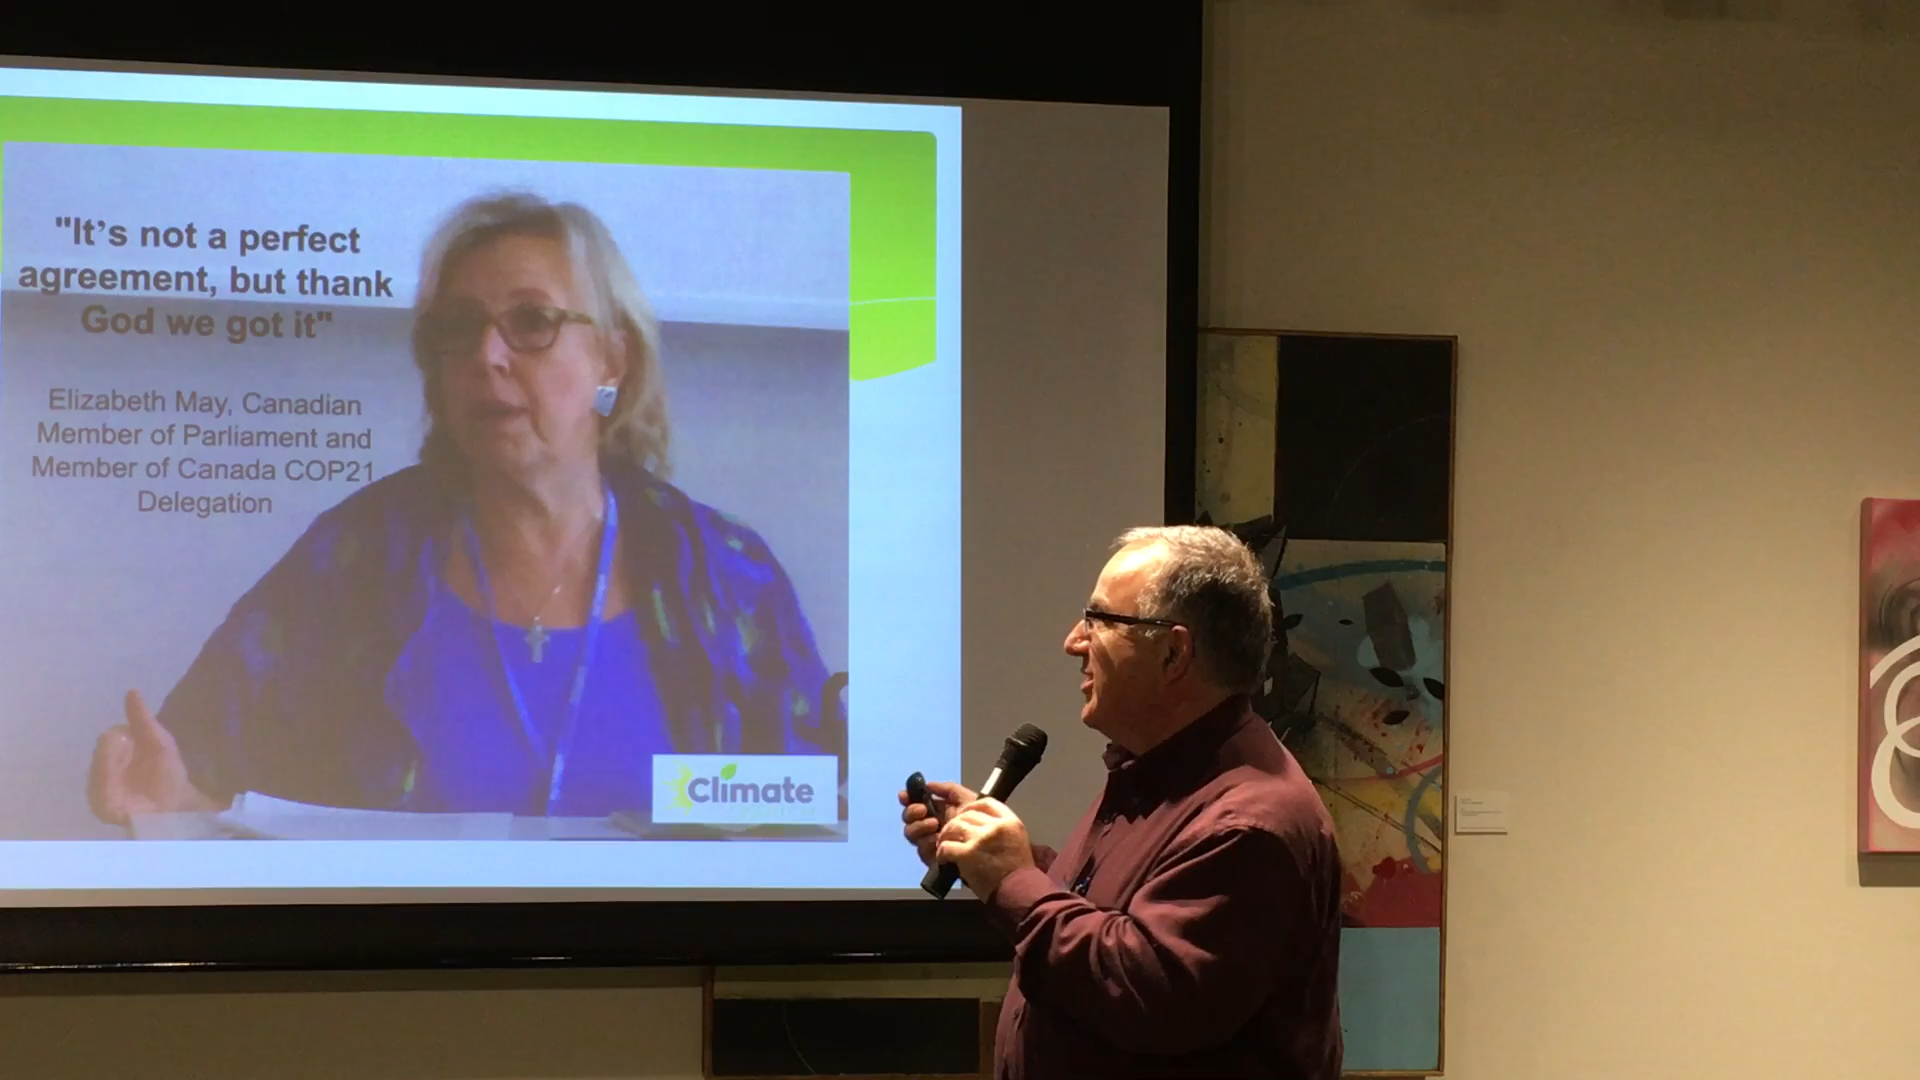 "It’s not a perfect
agreement, but thank
God we got it"
Elizabeth May, Canadian
Member of Parliament and
Member of Canada COP21
Delegation
Climate